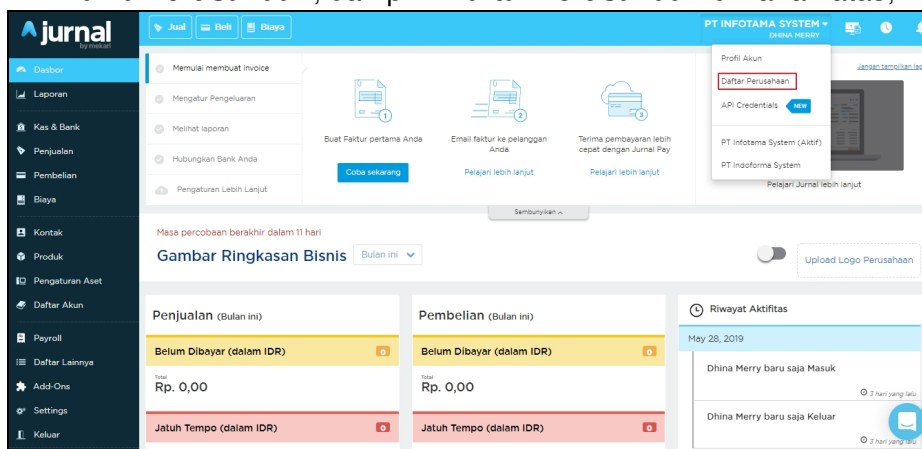 jurnal
by mekari
Jual
Beli
Biaya
PT INFOTAMA SYSTEM
DHINA MERRY
Dasbor
Laporan
Kas & Bank
Penjualan
Pembelian
Biaya
Kontak
Produk
Pengaturan Aset
Daftar Akun
Payroll
Daftar Lainnya
Add-Ons
Settings
Keluar
Memulai membuat invoice
Mengatur Pengeluaran
Melihat laporan
Hubungkan Bank Anda
Pengaturan Lebih Lanjut
1
Buat Faktur pertama Anda
Coba sekarang
2
Email faktur ke pelanggan
Anda
Pelajari lebih lanjut
3
Terima pembayaran lebih
cepat dengan Jurnal Pay
Pelajari lebih lanjut
Profil Akun
Daftar Perusahaan
API Credentials NEW
PT Infotama System (Aktif)
PT Indoforma System
Jangan tampilkan lag
Pelajari Jurnal lebih lanjut
Sembunyikan
Masa percobaan berakhir dalam 11 hari
Gambar Ringkasan Bisnis
Bulan ini
Upload Logo Perusahaan
Penjualan (Bulan ini)
Belum Dibayar (dalam IDR) 0
Total
Rp. 0,00
Jatuh Tempo (dalam IDR) 0
Pembelian (Bulan ini)
Belum Dibayar (dalam IDR) 0
Total
Rp. 0,00
Jatuh Tempo (dalam IDR) 0
Riwayat Aktifitas
May 28, 2019
Dhina Merry baru saja Masuk
3 hari yang lalu
Dhina Merry baru saja Keluar
3 hari yang lalu